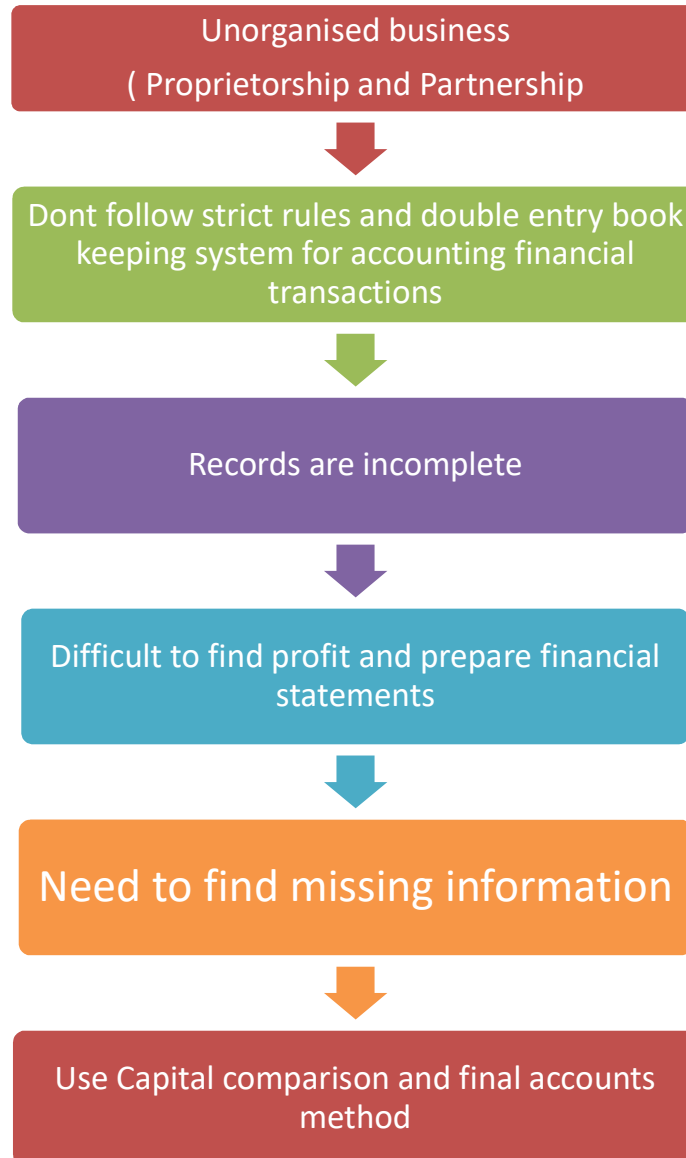 Unorganised business
( Proprietorship and Partnership
Dont follow strict rules and double entry book
keeping system for accounting financial
transactions
Records are incomplete
Difficult to find profit and prepare financial
statements
Need to find missing information
Use Capital comparison and final accounts
method